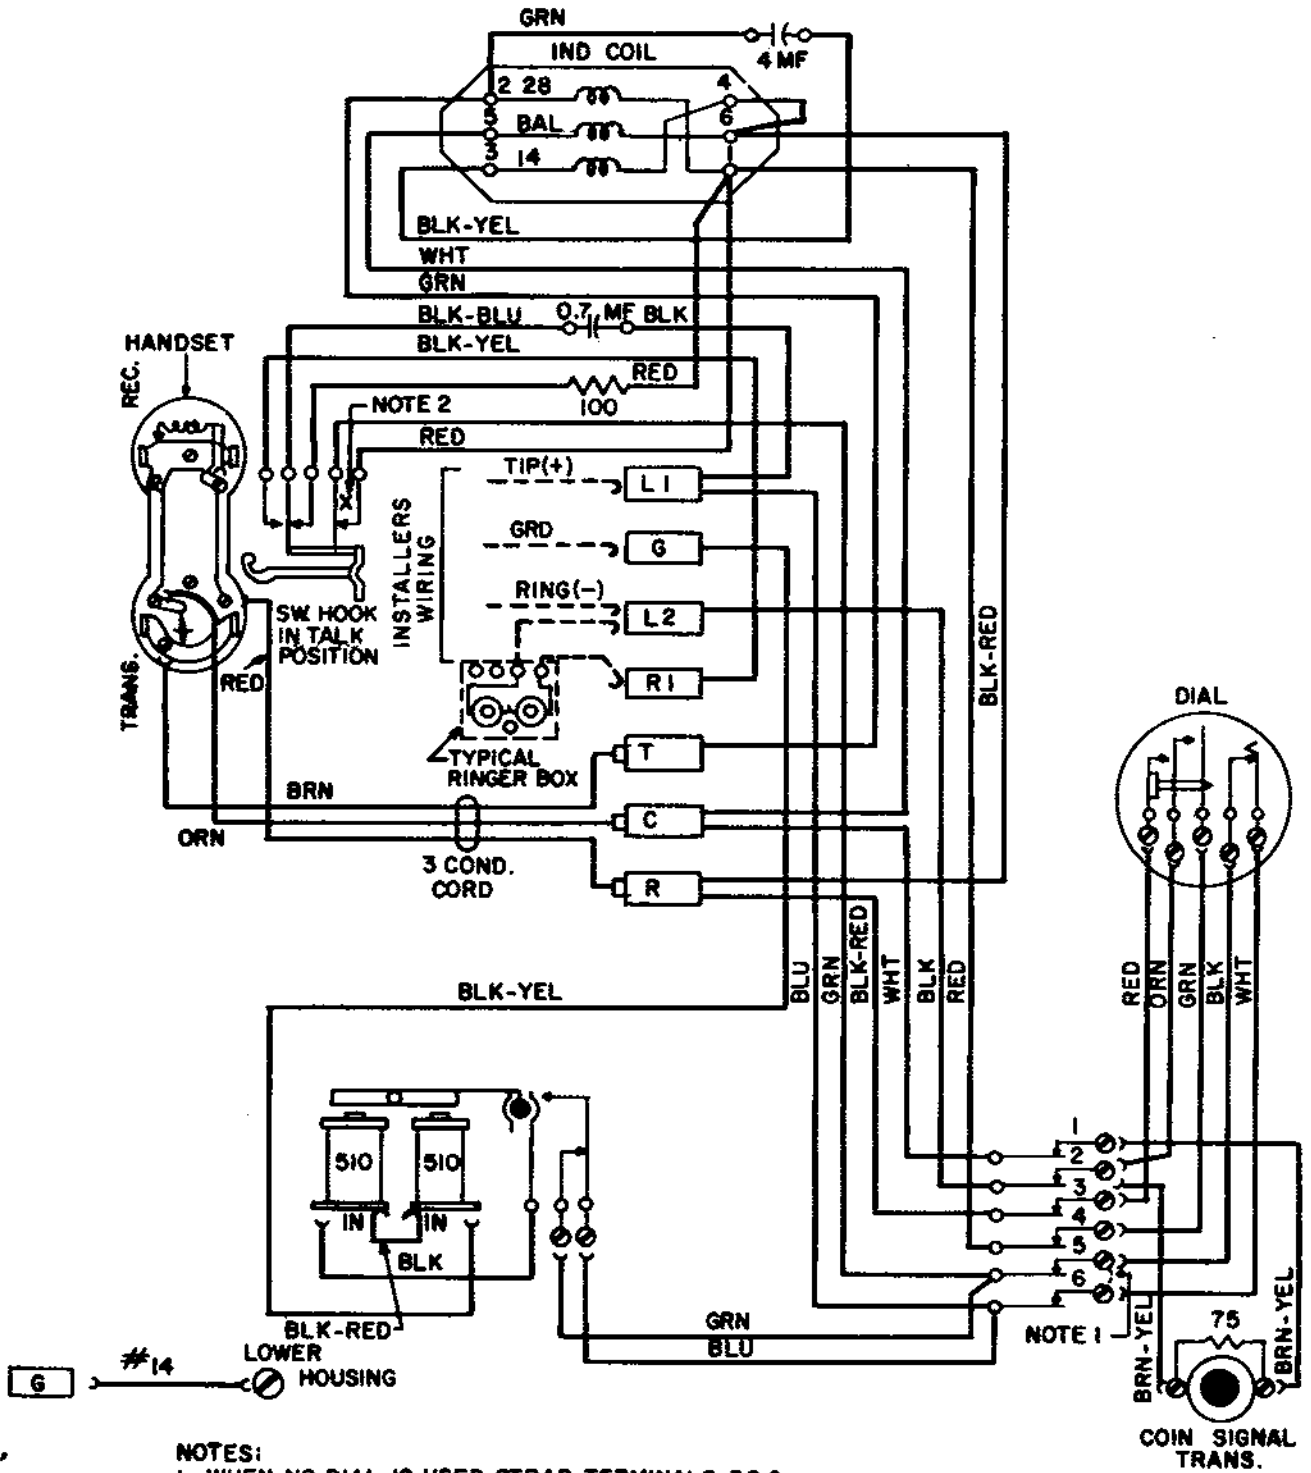 GRN
4 MF
IND COIL
2 28
4
BAL
6
14
BLK-YEL
WHT
GRN
BLK-BLU
0.7 MF
BLK
BLK-YEL
HANDSET
REC.
RED
100
NOTE 2
RED
TIP(+)
L1
X
GRD
G
INSTALLERS
WIRING
RING(-)
L2
SW. HOOK
IN TALK
POSITION
RED
TRANS.
R1
BLK-RED
DIAL
TYPICAL
RINGER BOX
T
BRN
C
ORN
3 COND.
CORD
R
BLK-YEL
BLU
GRN
BLK-RED
WHT
BLK
RED
RED
ORN
GRN
BLK
WHT
510
510
IN
IN
BLK
BLK-RED
1
2
3
4
5
6
GRN
BLU
NOTE 1
BRN-YEL
75
BRN-YEL
G
#14
LOWER
HOUSING
COIN SIGNAL
TRANS.
NOTES: